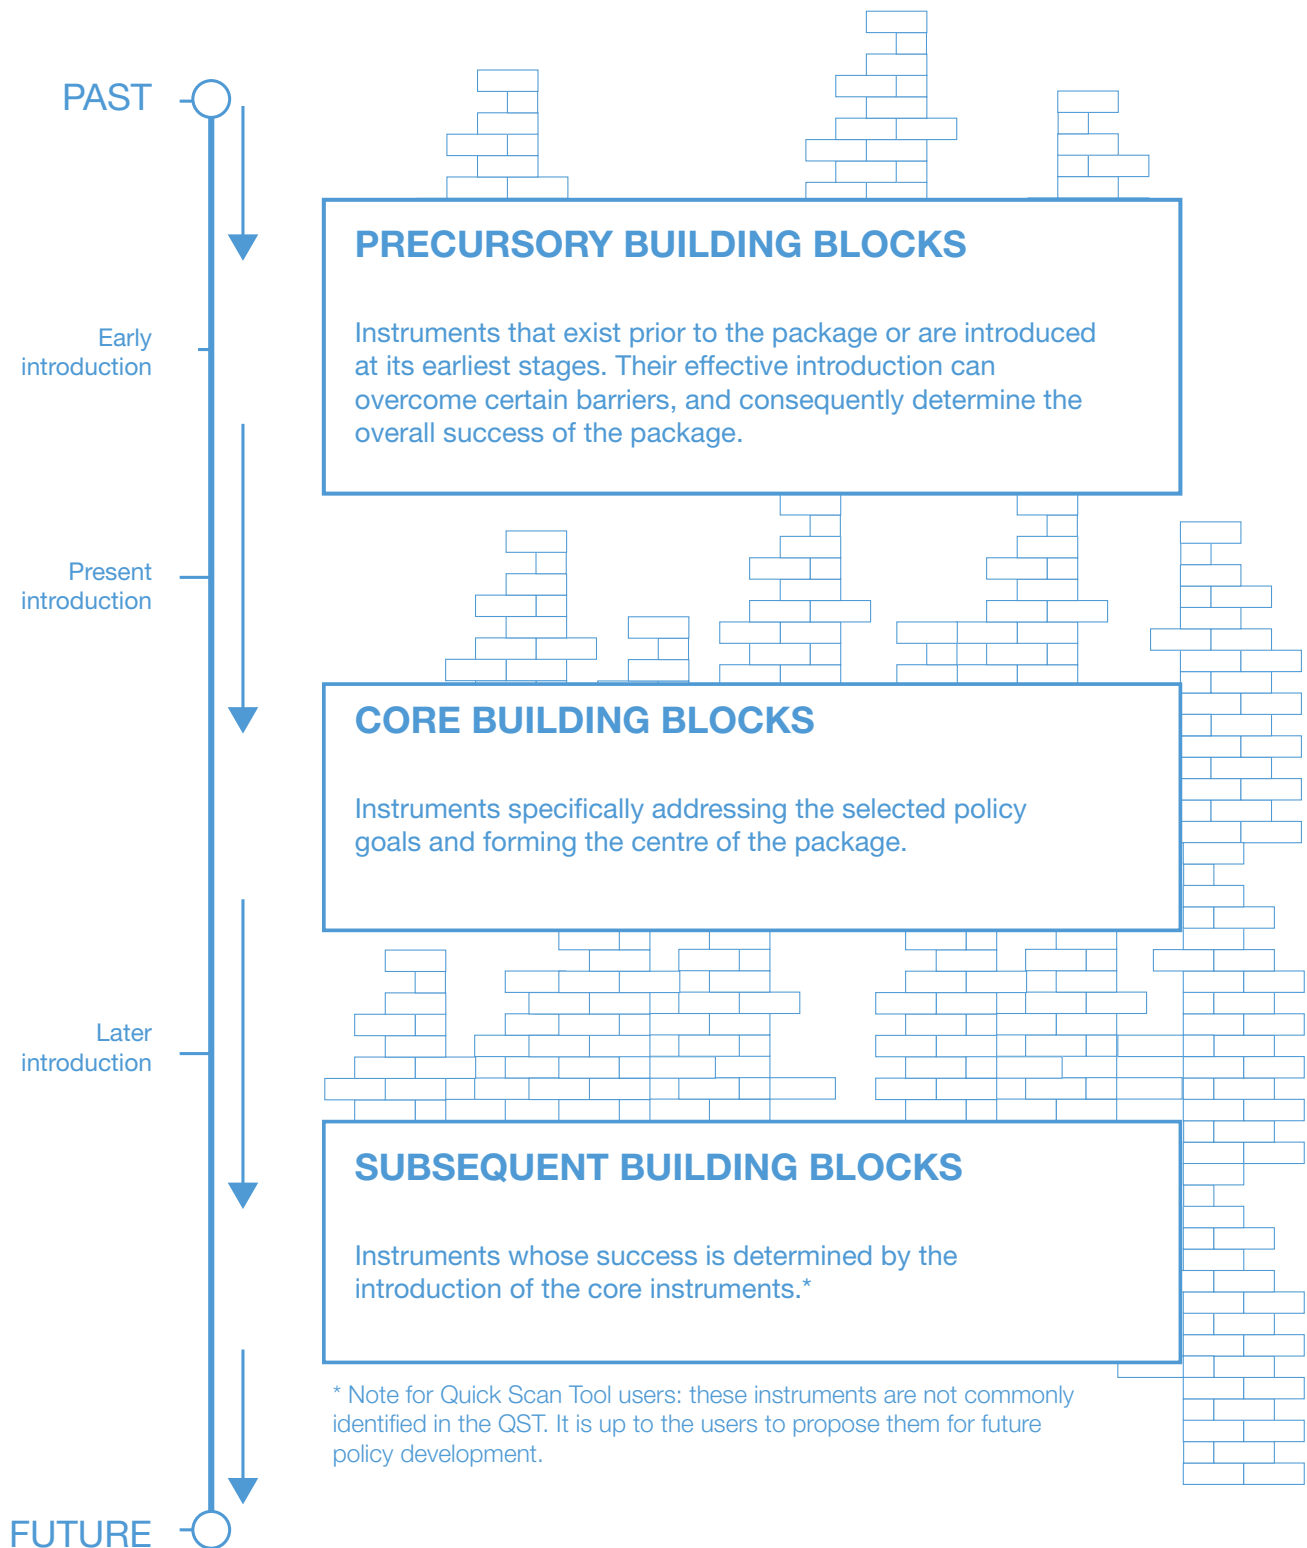 PAST
PRECURSORY BUILDING BLOCKS
Early
introduction
Instruments that exist prior to the package or are introduced
at its earliest stages. Their effective introduction can
overcome certain barriers, and consequently determine the
overall success of the package.
Present
introduction
CORE BUILDING BLOCKS
Instruments specifically addressing the selected policy
goals and forming the centre of the package.
Later
introduction
SUBSEQUENT BUILDING BLOCKS
Instruments whose success is determined by the
introduction of the core instruments.*
* Note for Quick Scan Tool users: these instruments are not commonly
identified in the QST. It is up to the users to propose them for future
policy development.
FUTURE